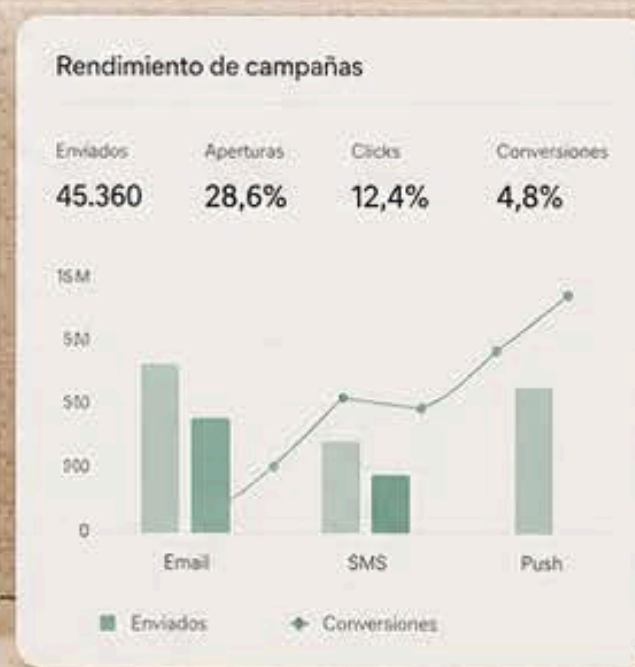 Rendimiento de campañas
Enviados Aperturas Clicks Conversiones
45.360 28,6% 12,4% 4,8%
0
Email SMS Push
Enviados Conversiones